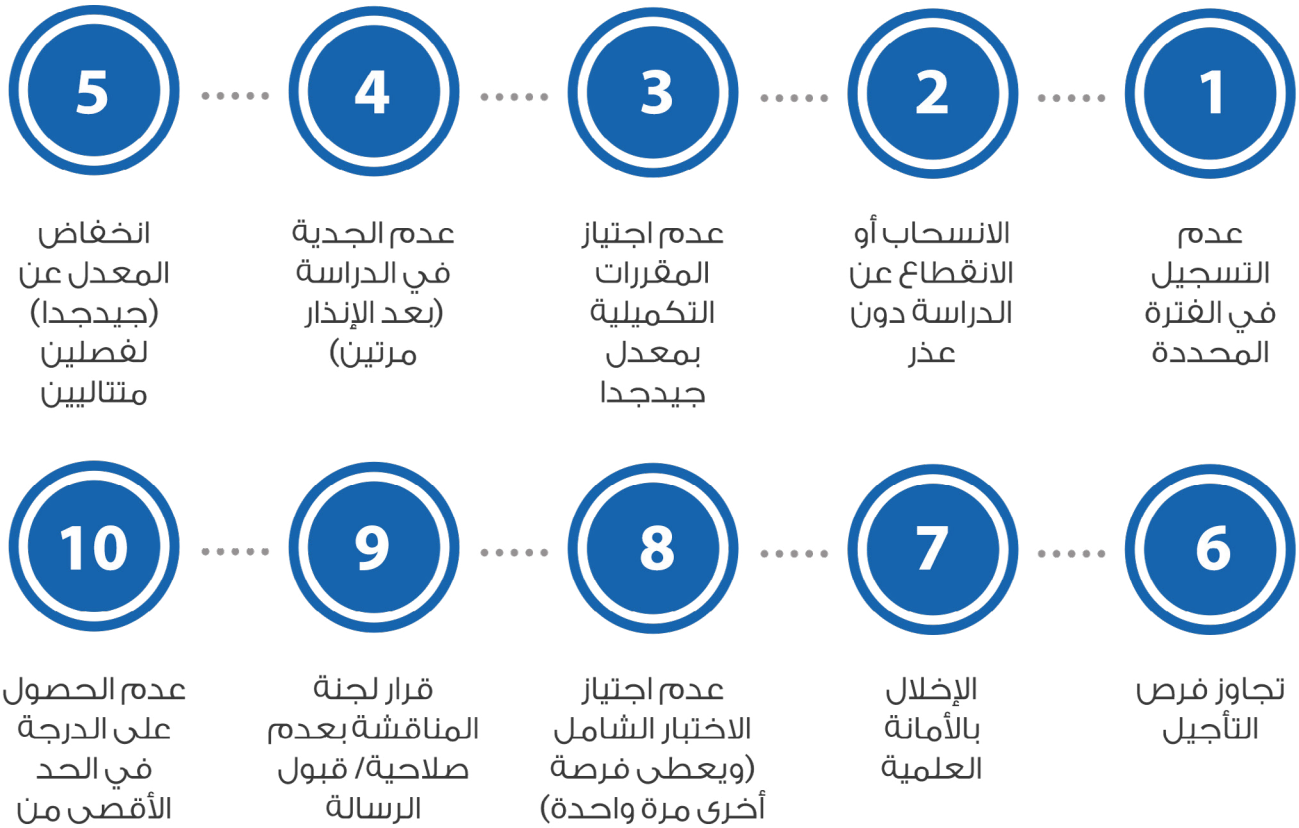 1
عدم
التسجيل
في الفترة
المحددة
2
الانسحاب أو
الانقطاع عن
الدراسة دون
عذر
3
عدم اجتياز
المقررات
التكميلية
بمعدل
جيدجدا
4
عدم الجدية
في الدراسة
(بعد الإنذار
مرتين)
5
انخفاض
المعدل عن
(جيدجدا)
لفصلين
متتاليين
6
تجاوز فرص
التأجيل
7
الإخلال
بالأمانة
العلمية
8
عدم اجتياز
الاختبار الشامل
(ويعطى فرصة
أخرى مرة واحدة)
9
قرار لجنة
المناقشة بعدم
صلاحية/ قبول
الرسالة
10
عدم الحصول
على الدرجة
في الحد
الأقصى من